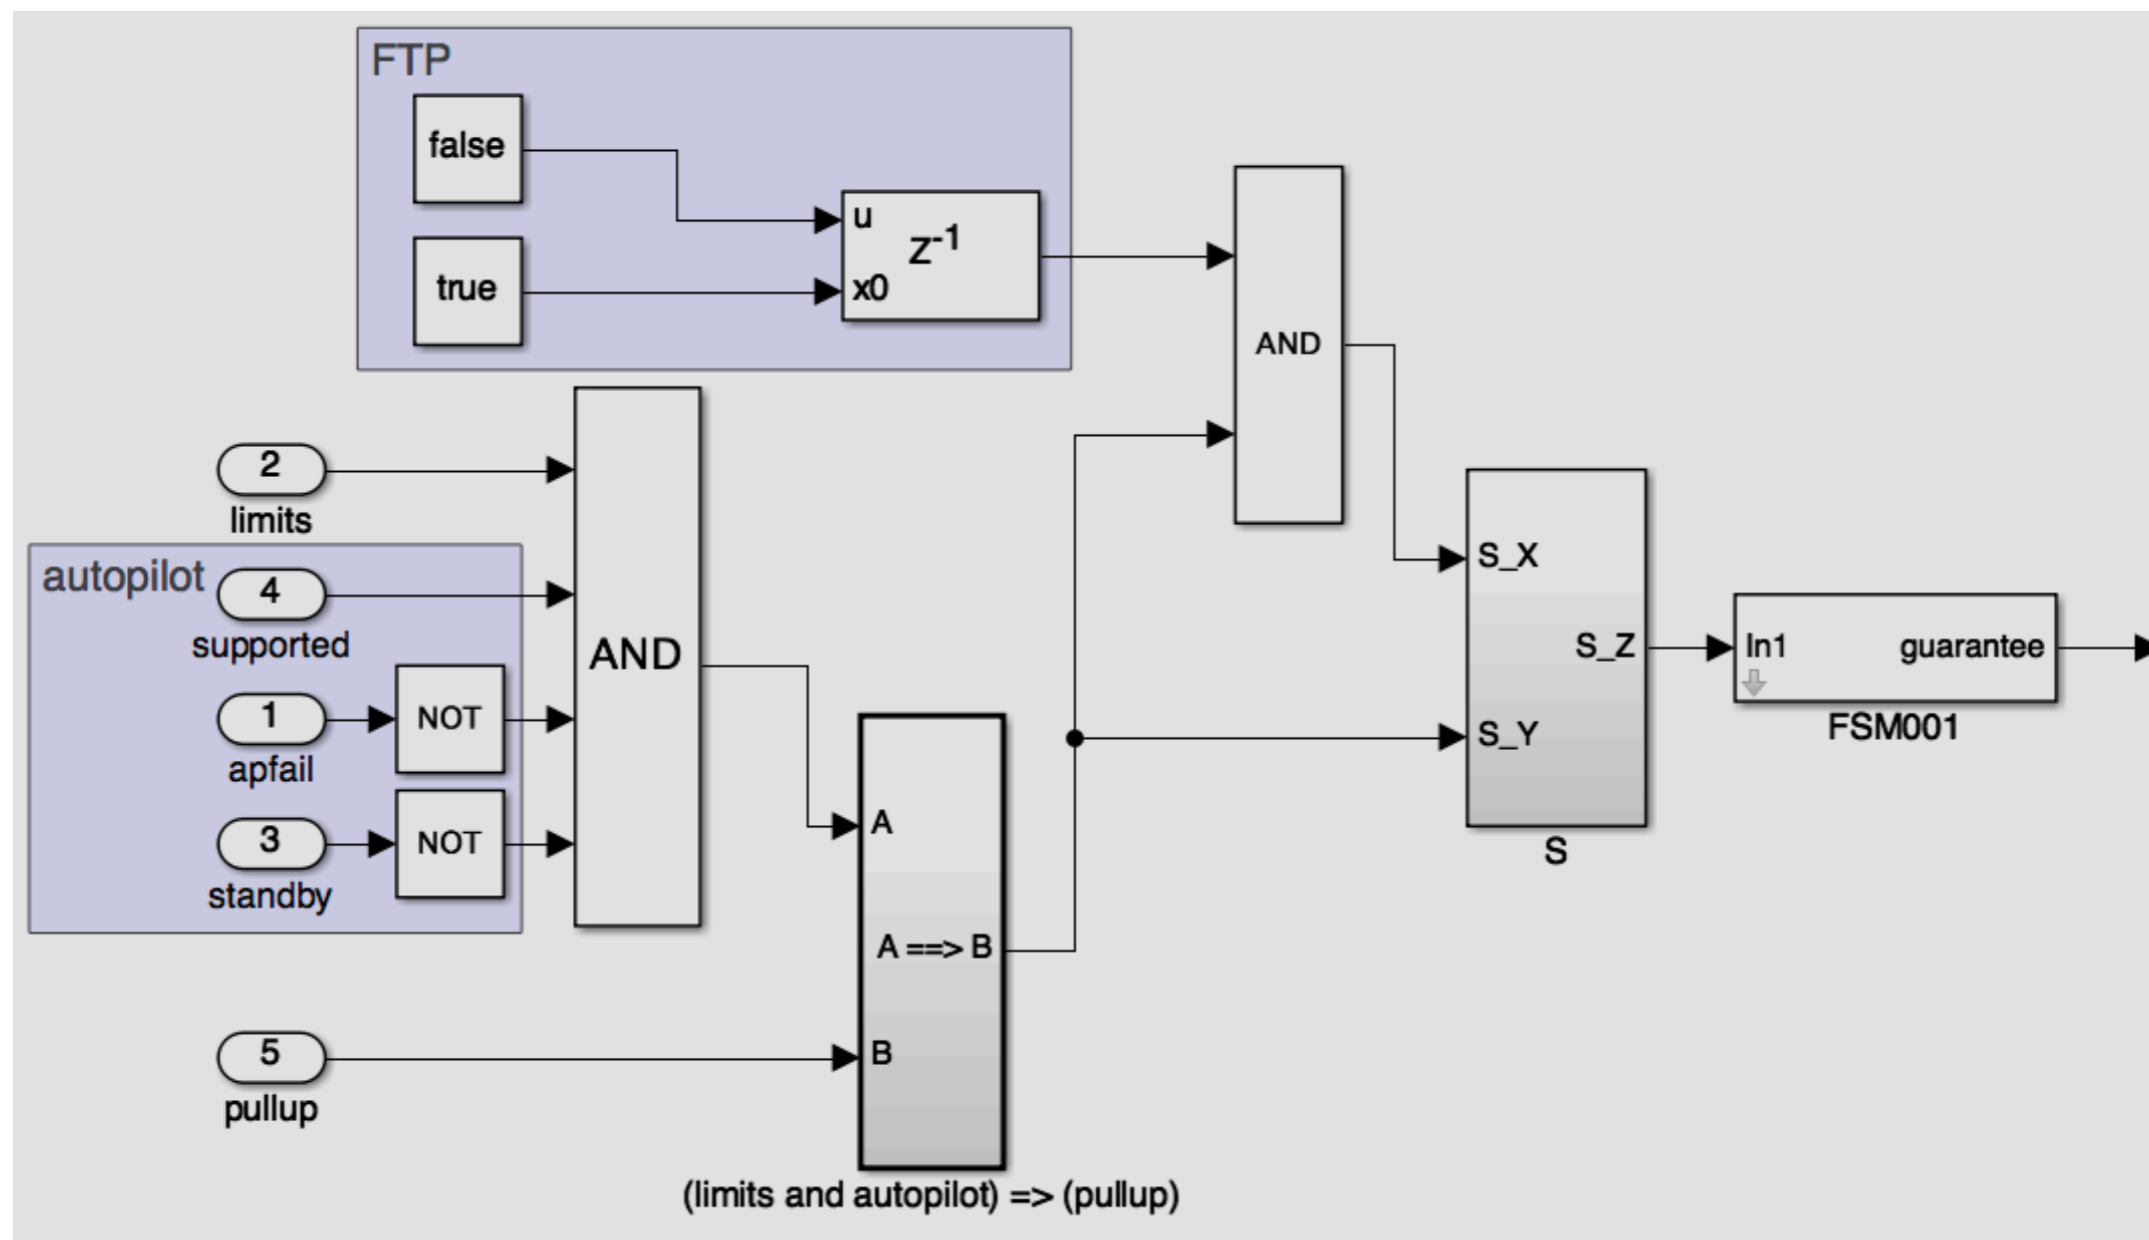 FTP
false
true
u
x0
z-1
AND
2
limits
autopilot
4
supported
1
apfail
NOT
3
standby
NOT
AND
5
pullup
A
A ==> B
B
(limits and autopilot) => (pullup)
S_X
S_Y
S_Z
S
In1
guarantee
FSM001